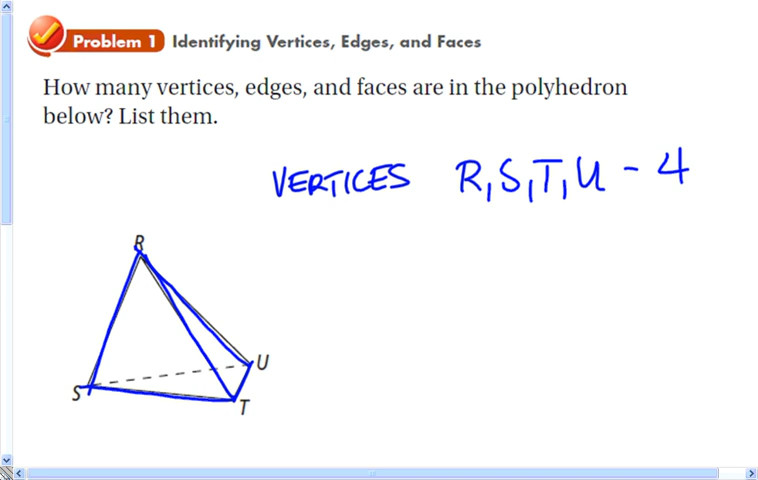 Problem 1 Identifying Vertices, Edges, and Faces
How many vertices, edges, and faces are in the polyhedron
below? List them.
VERTICES R, S, T, U - 4
R
U
S
T